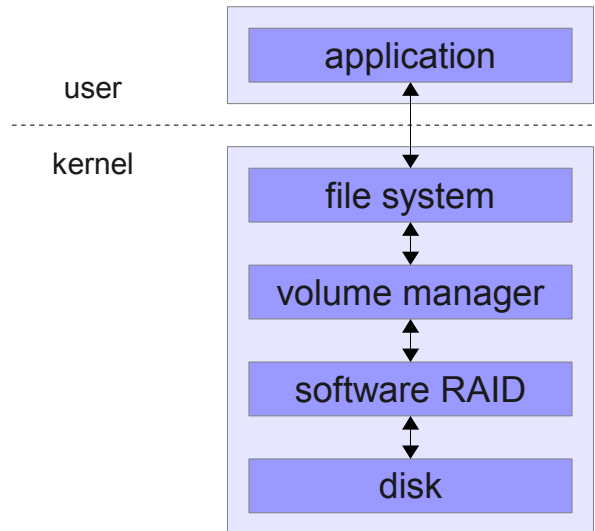 application
user
kernel
file system
volume manager
software RAID
disk